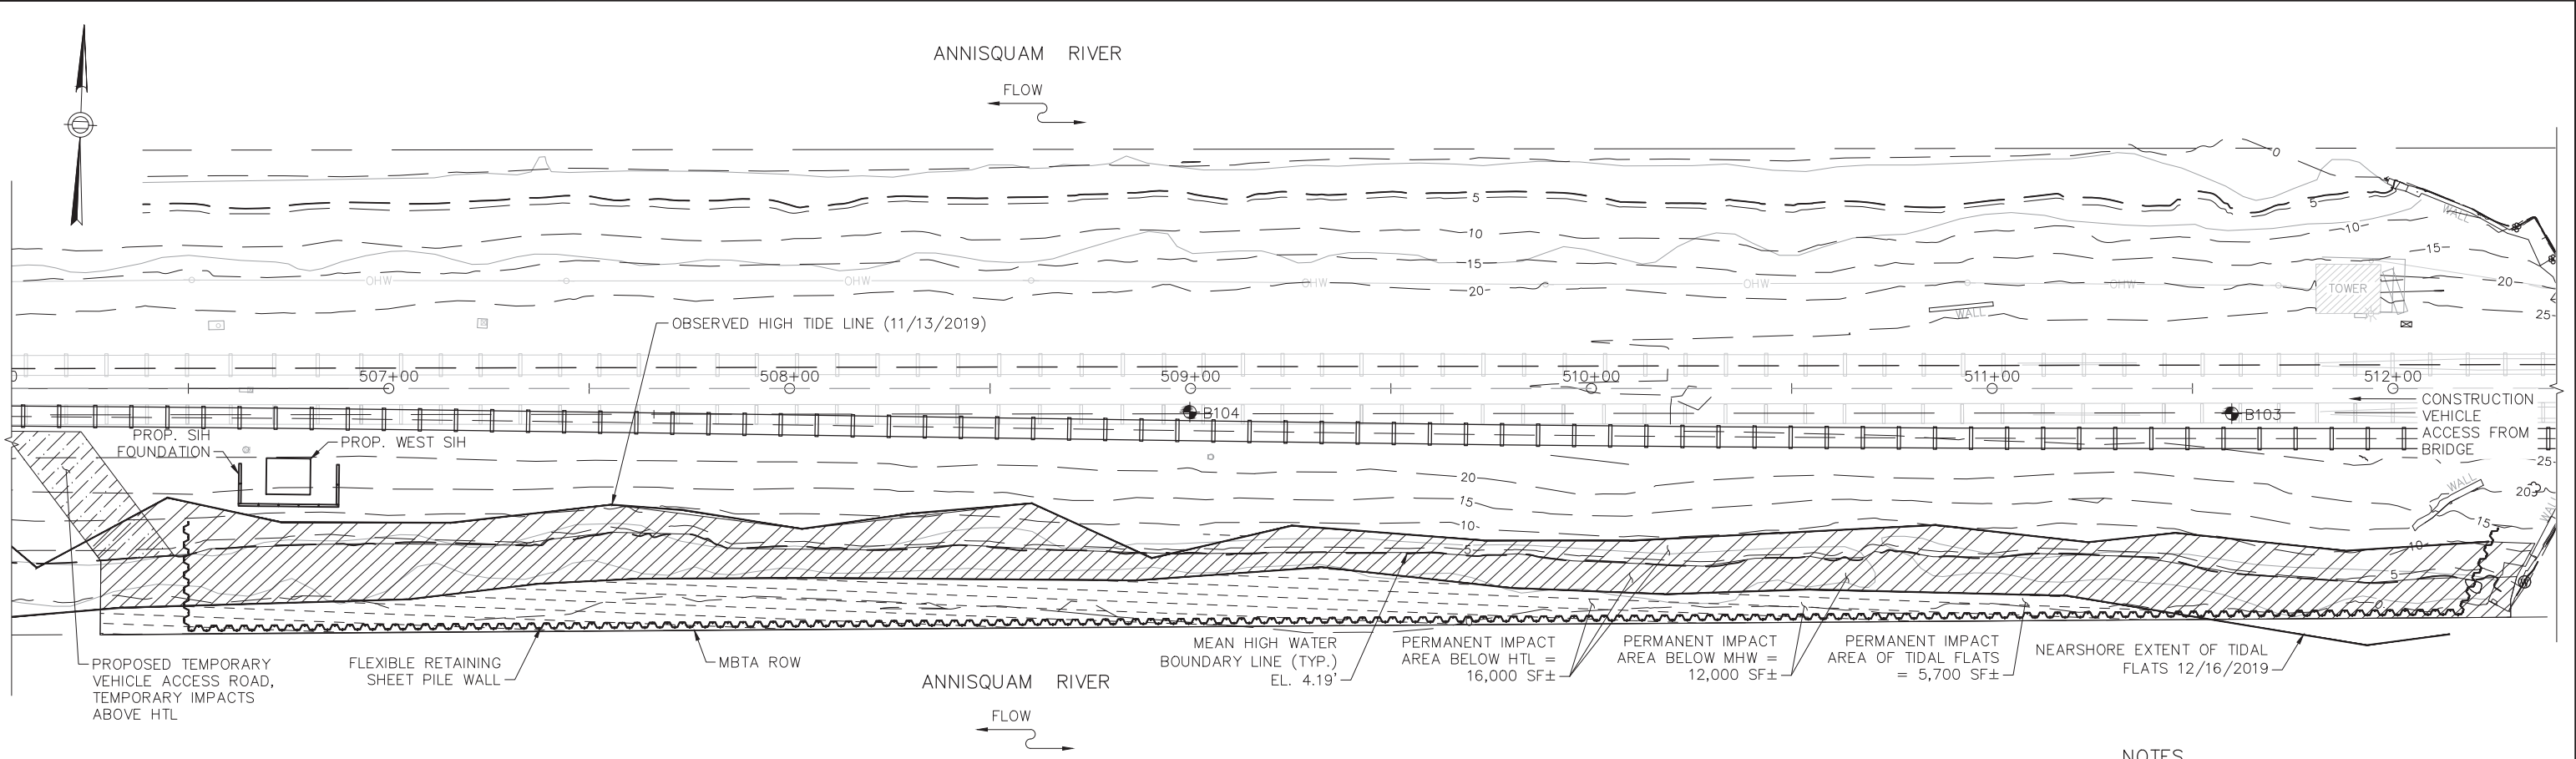 ANNISQUAM RIVER
FLOW
0
5
5
WALL
10
10
15
15
OHW OHW OHW OHW OHW
20
20
TOWER
WALL
25
OBSERVED HIGH TIDE LINE (11/13/2019)
0
507+00 508+00 509+00 510+00 511+00 512+00
B104
B103
CONSTRUCTION
VEHICLE
ACCESS FROM
BRIDGE
PROP. SIH
FOUNDATION
PROP. WEST SIH
25
20
WALL
20
15
15
WALL
10
10
5
5
0
PROPOSED TEMPORARY
VEHICLE ACCESS ROAD,
TEMPORARY IMPACTS
ABOVE HTL
FLEXIBLE RETAINING
SHEET PILE WALL
MBTA ROW
MEAN HIGH WATER
BOUNDARY LINE (TYP.)
EL. 4.19'
PERMANENT IMPACT
AREA BELOW HTL =
16,000 SF±
PERMANENT IMPACT
AREA BELOW MHW =
12,000 SF±
PERMANENT IMPACT
AREA OF TIDAL FLATS
= 5,700 SF±
NEARSHORE EXTENT OF TIDAL
FLATS 12/16/2019
ANNISQUAM RIVER
FLOW
NOTES